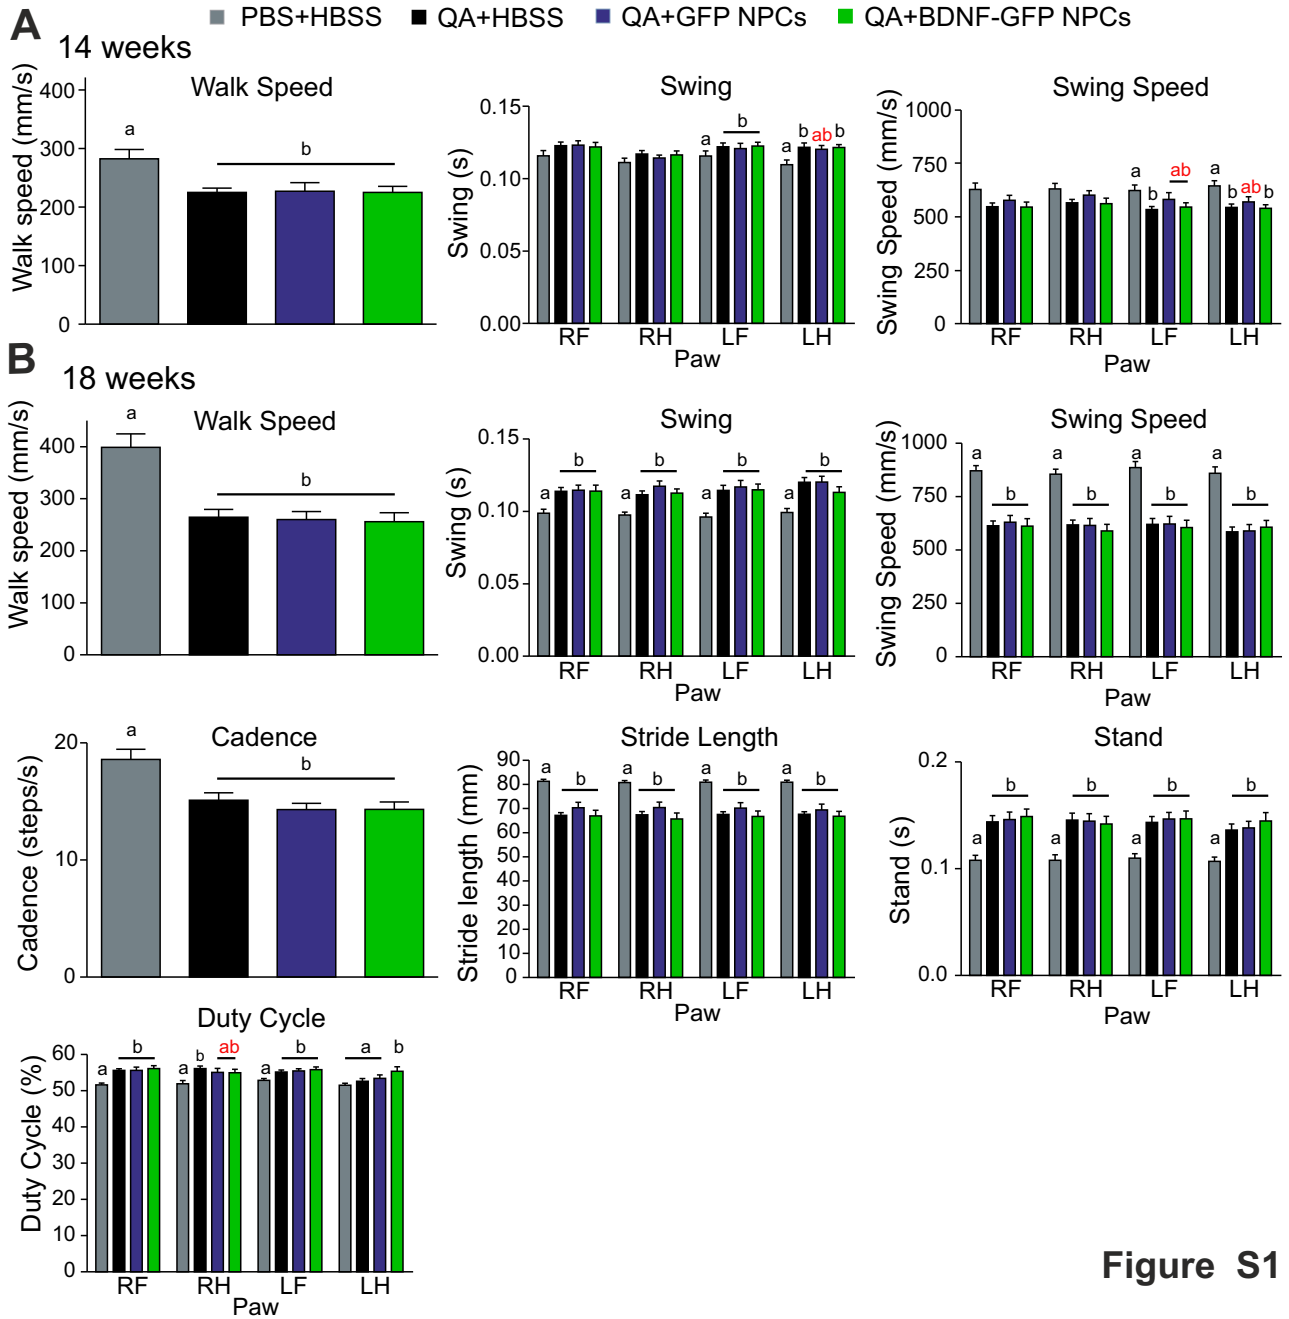 PBS+HBSS QA+HBSS QA+GFP NPCs QA+BDNF-GFP NPCs
A
14 weeks
Walk Speed
Walk speed (mm/s)
400
300
200
100
0
a
b
Swing
Swing (s)
0.15
0.10
0.05
0.00
a b a b ab b
RF RH LF LH
Paw
Swing Speed
Swing Speed (mm/s)
1000
750
500
250
0
a b ab a b ab b
RF RH LF LH
Paw
B
18 weeks
Walk Speed
Walk speed (mm/s)
400
300
200
100
0
a
b
Swing
Swing (s)
0.15
0.10
0.05
0.00
a b a b a b a b
RF RH LF LH
Paw
Swing Speed
Swing Speed (mm/s)
1000
750
500
250
0
a b a b a b a b
RF RH LF LH
Paw
Cadence
Cadence (steps/s)
20
10
0
a
b
Stride Length
Stride length (mm)
90
80
70
60
50
40
30
20
10
0
a b a b a b a b
RF RH LF LH
Paw
Stand
Stand (s)
0.2
0.1
0.0
a b a b a b a b
RF RH LF LH
Paw
Duty Cycle
Duty Cycle (%)
60
50
40
30
20
10
0
a b a b ab a b a b
RF RH LF LH
Paw
Figure S1